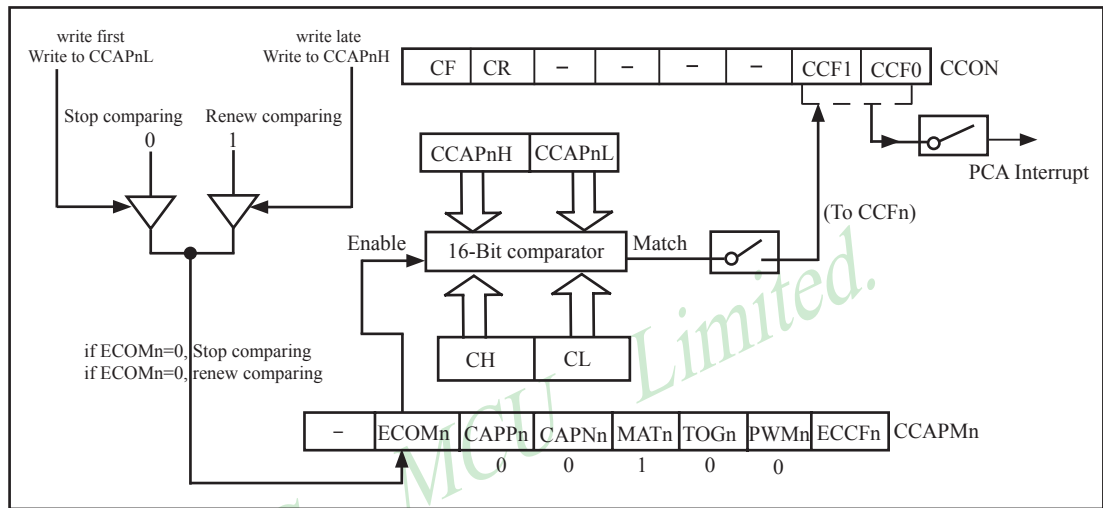 write first
Write to CCAPnL
write late
Write to CCAPnH
CF CR – – – – CCF1 CCF0 CCON
Stop comparing
0
Renew comparing
1
CCAPnH CCAPnL
PCA Interrupt
(To CCFn)
Enable
16-Bit comparator
Match
if ECOMn=0, Stop comparing
if ECOMn=0, renew comparing
CH CL
– ECOMn CAPPn CAPNn MATn TOGn PWMn ECCFn CCAPMn
0 0 1 0 0
MCU Limited.